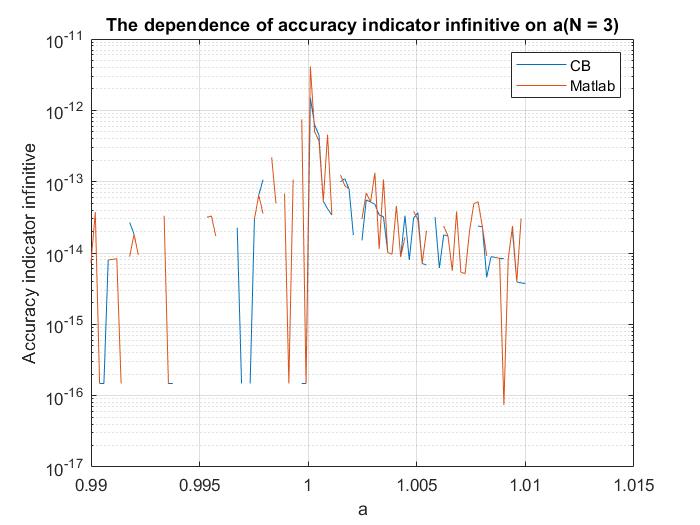 The dependence of accuracy indicator infinitive on a(N = 3)
10^-11
10^-12
10^-13
10^-14
10^-15
10^-16
10^-17
Accuracy indicator infinitive
CB
Matlab
0.99 0.995 1 1.005 1.01 1.015
a